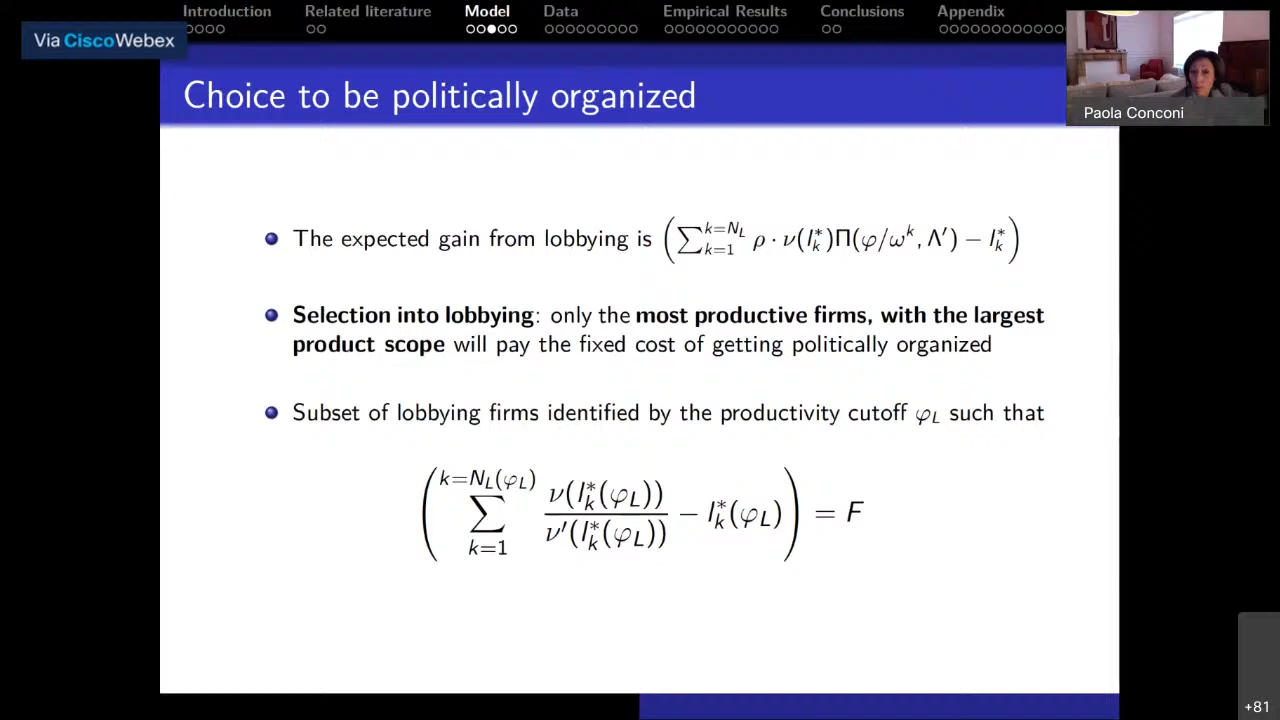 Introduction Related literature Model Data Empirical Results Conclusions Appendix
Via Cisco Webex
Choice to be politically organized
Paola Conconi
The expected gain from lobbying is (∑_{k=1}^{k=N_L} ρ · ν(l_k^*)Π(φ/ω^k, Λ′) − l_k^*)
Selection into lobbying: only the most productive firms, with the largest
product scope will pay the fixed cost of getting politically organized
Subset of lobbying firms identified by the productivity cutoff φ_L such that
(∑_{k=1}^{k=N_L(φ_L)} ν(l_k^*(φ_L)) / ν′(l_k^*(φ_L)) − l_k^*(φ_L)) = F
+81